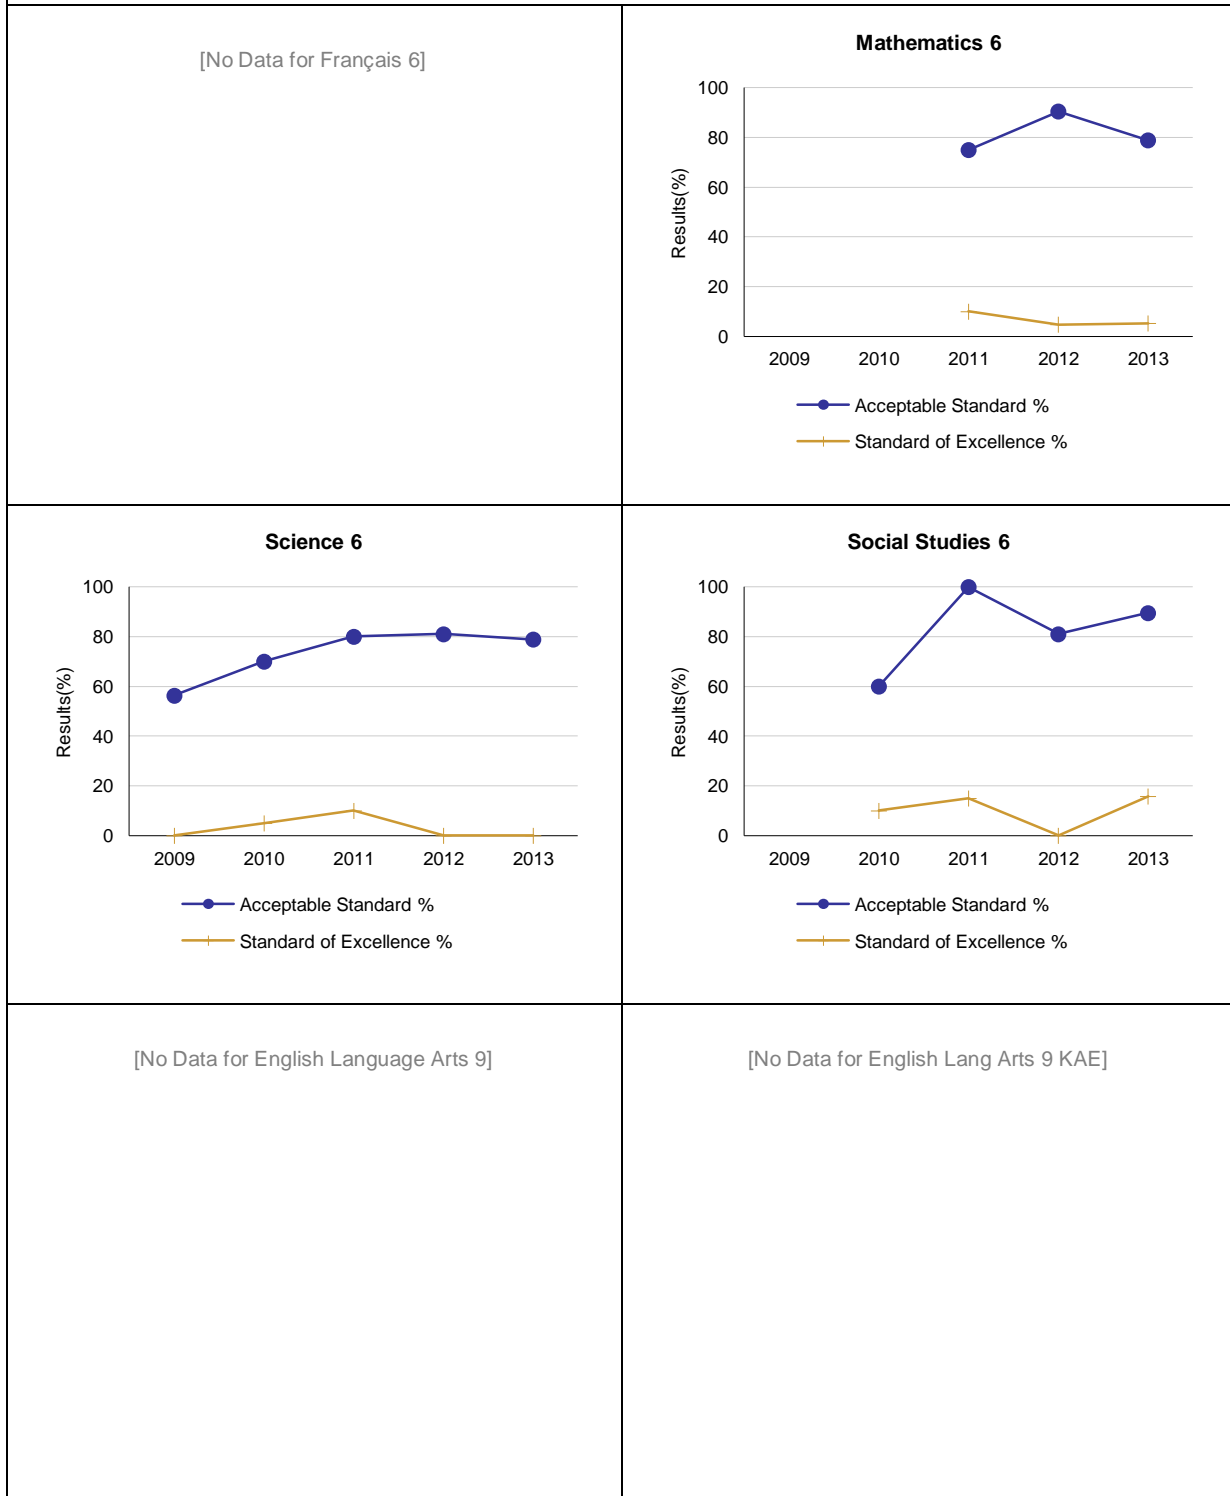 [No Data for Français 6]
Mathematics 6
100
80
60
40
20
0
Results(%)
2009 2010 2011 2012 2013
Acceptable Standard %
Standard of Excellence %
Science 6
100
80
60
40
20
0
Results(%)
2009 2010 2011 2012 2013
Acceptable Standard %
Standard of Excellence %
Social Studies 6
100
80
60
40
20
0
Results(%)
2009 2010 2011 2012 2013
Acceptable Standard %
Standard of Excellence %
[No Data for English Language Arts 9]
[No Data for English Lang Arts 9 KAE]